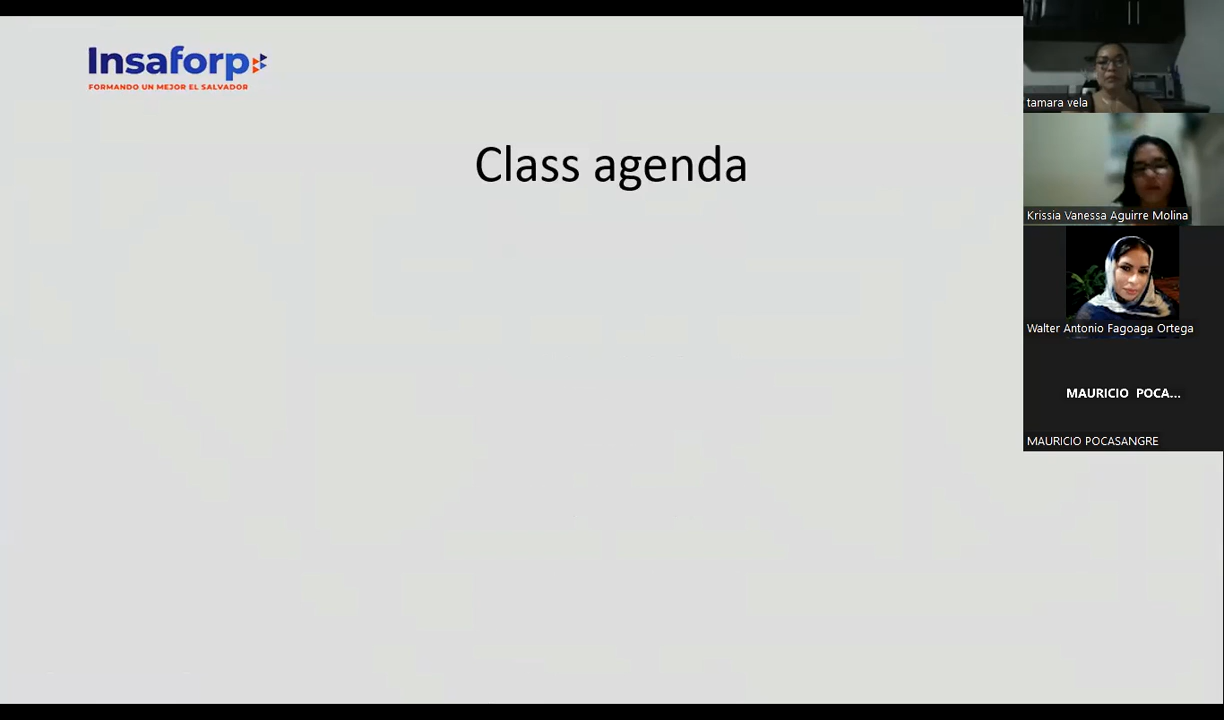 Insaforp
FORMANDO UN MEJOR EL SALVADOR
Class agenda
tamara vela
Krissia Vanessa Aguirre Molina
Walter Antonio Fagoaga Ortega
MAURICIO POCA...
MAURICIO POCASANGRE